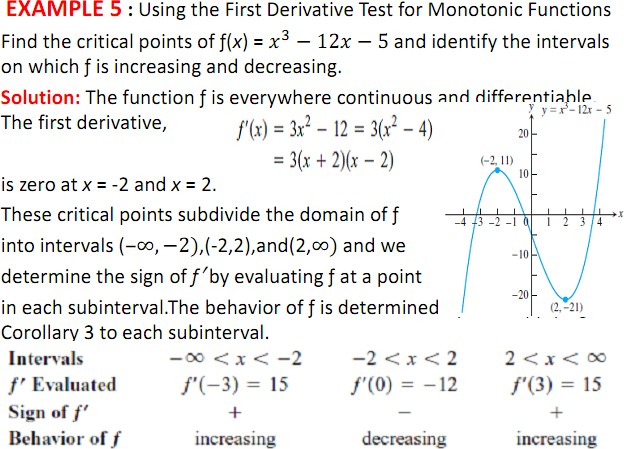 EXAMPLE 5 : Using the First Derivative Test for Monotonic Functions
Find the critical points of ƒ(x) = x³ − 12x − 5 and identify the intervals
on which ƒ is increasing and decreasing.
Solution: The function ƒ is everywhere continuous and differentiable.
The first derivative,
f′(x) = 3x² − 12 = 3(x² − 4)
= 3(x + 2)(x − 2)
is zero at x = -2 and x = 2.
These critical points subdivide the domain of ƒ
into intervals (−∞, −2),(-2,2),and(2,∞) and we
determine the sign of ƒ′by evaluating ƒ at a point
in each subinterval.The behavior of ƒ is determined
Corollary 3 to each subinterval.
y
y = x³ − 12x − 5
20
(−2, 11)
10
−4 −3 −2 −1 0 1 2 3 4 x
−10
−20
(2, −21)
Intervals −∞ < x < −2 −2 < x < 2 2 < x < ∞
f′ Evaluated f′(−3) = 15 f′(0) = −12 f′(3) = 15
Sign of f′ + − +
Behavior of f increasing decreasing increasing